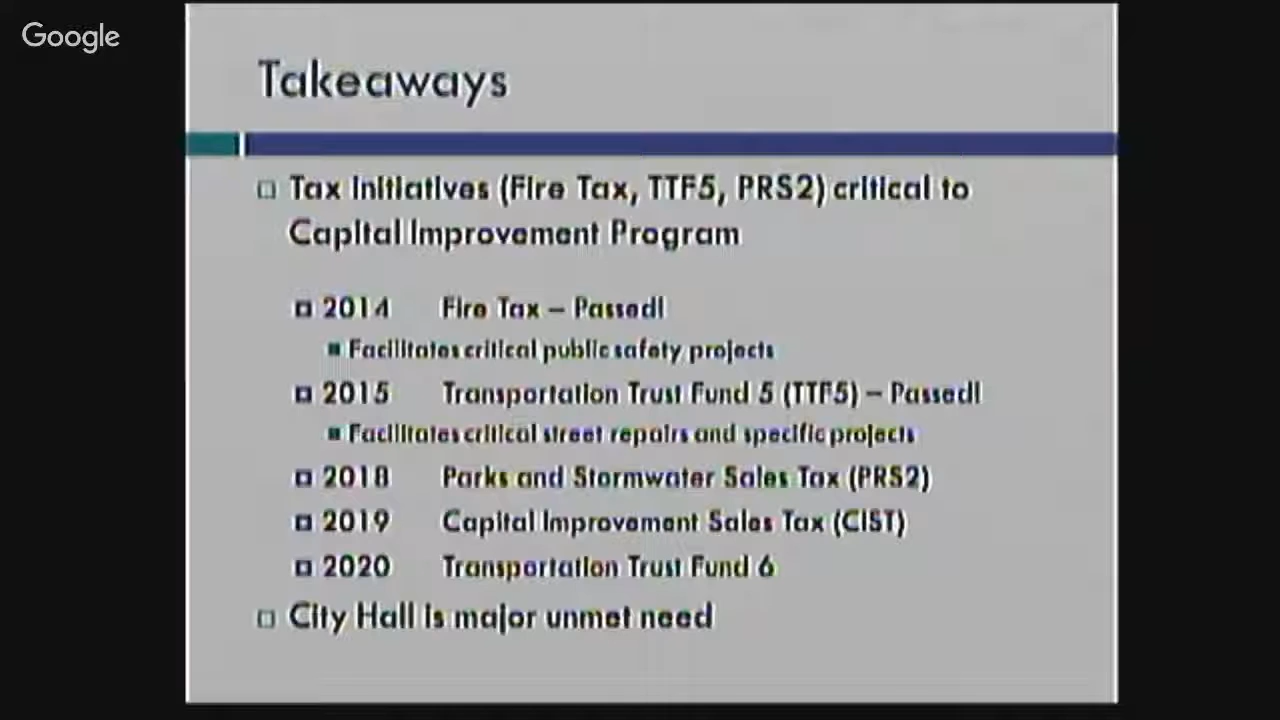 Google
Takeaways
Tax Initiatives (Fire Tax, TTF5, PRS2) critical to
Capital Improvement Program
2014 Fire Tax – Passed!
Facilitates critical public safety projects
2015 Transportation Trust Fund 5 (TTF5) – Passed!
Facilitates critical street repairs and specific projects
2018 Parks and Stormwater Sales Tax (PRS2)
2019 Capital Improvement Sales Tax (CIST)
2020 Transportation Trust Fund 6
City Hall is major unmet need